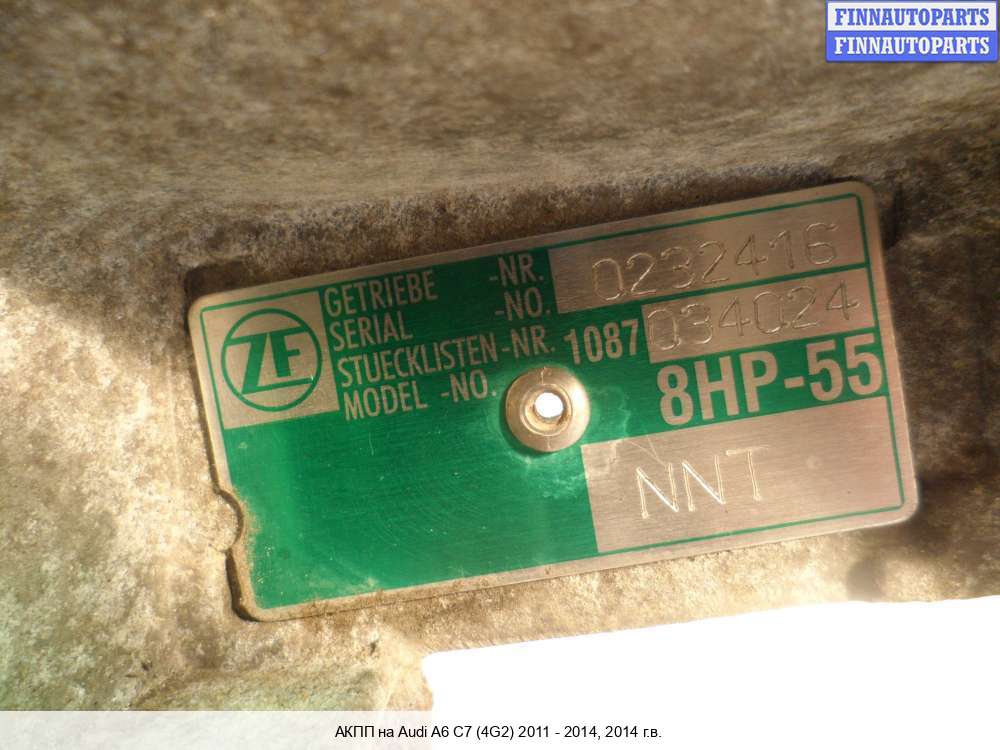 FINNAUTOPARTS
FINNAUTOPARTS
ZF
GETRIEBE -NR. 0232416
SERIAL -NO.
STUECKLISTEN-NR. 1087 034024
MODEL -NO. 8HP-55
NNT
АКПП на Audi A6 C7 (4G2) 2011 - 2014, 2014 г.в.